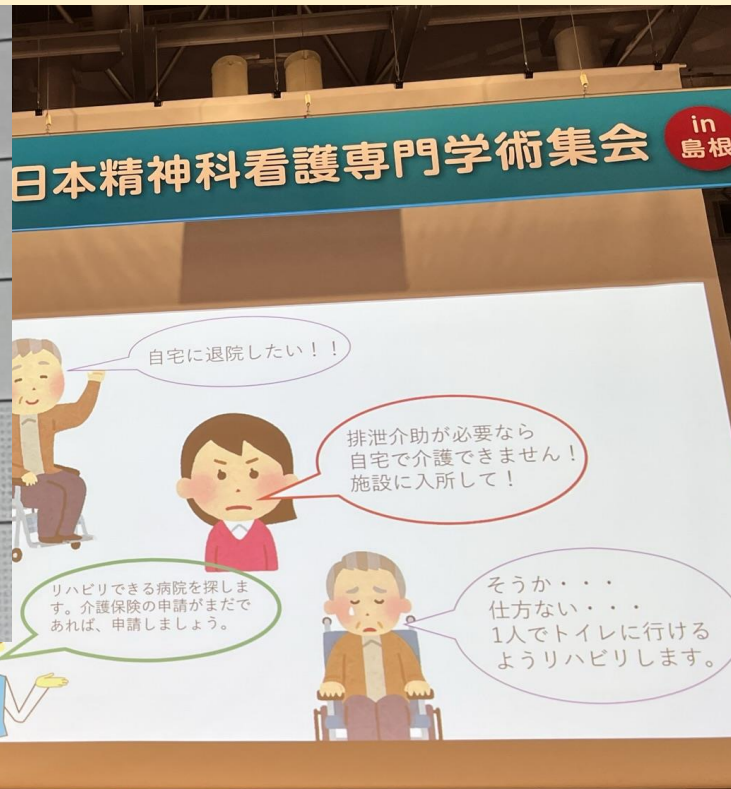 日本精神科看護専門学術集会
in
島根
自宅に退院したい！！
排泄介助が必要なら
自宅で介護できません！
施設に入所して！
リハビリできる病院を探しま
す。介護保険の申請がまだで
あれば、申請しましょう。
そうか・・・
仕方ない・・・
1人でトイレに行ける
ようリハビリします。